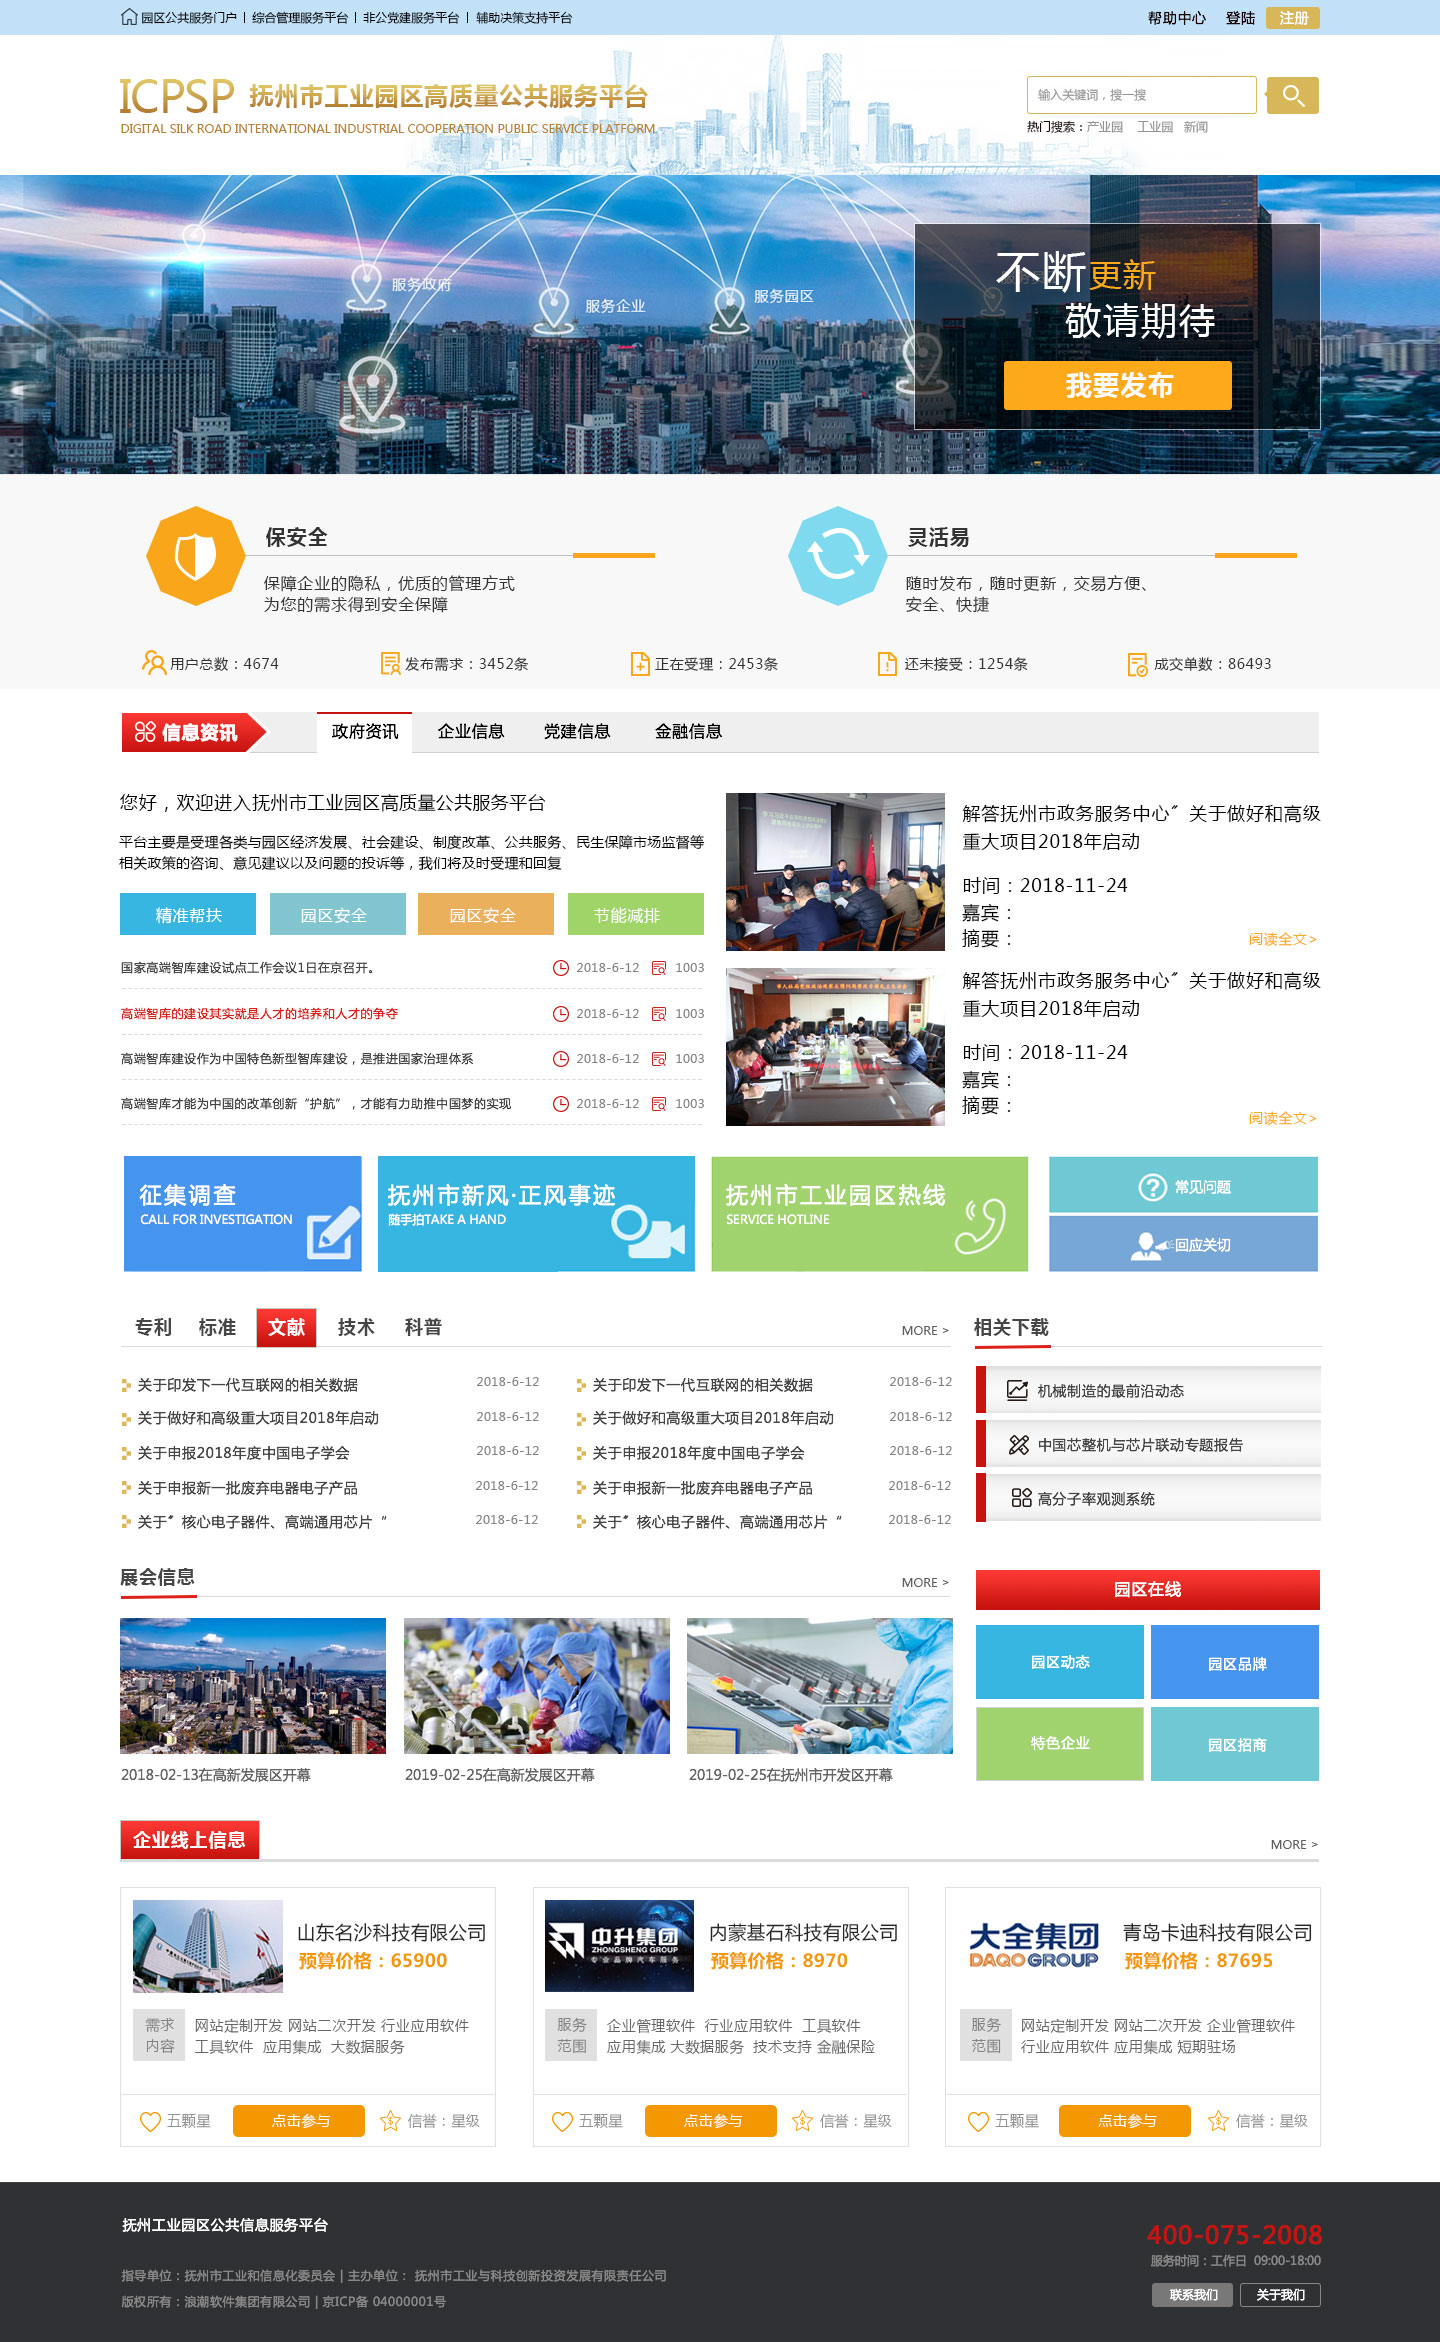 园区公共服务门户 | 综合管理服务平台 | 非公党建服务平台 | 辅助决策支持平台
帮助中心 登陆 注册
ICPSP 抚州市工业园区高质量公共服务平台
DIGITAL SILK ROAD INTERNATIONAL INDUSTRIAL COOPERATION PUBLIC SERVICE PLATFORM
输入关键词，搜一搜
热门搜索：产业园 工业园 新闻
服务政府
服务企业
服务园区
不断更新
敬请期待
我要发布
保安全
保障企业的隐私，优质的管理方式
为您的需求得到安全保障
灵活易
随时发布，随时更新，交易方便、
安全、快捷
用户总数：4674
发布需求：3452条
正在受理：2453条
还未接受：1254条
成交单数：86493
信息资讯
政府资讯 企业信息 党建信息 金融信息
您好，欢迎进入抚州市工业园区高质量公共服务平台
平台主要是受理各类与园区经济发展、社会建设、制度改革、公共服务、民生保障市场监督等
相关政策的咨询、意见建议以及问题的投诉等，我们将及时受理和回复
精准帮扶 园区安全 园区安全 节能减排
国家高端智库建设试点工作会议1日在京召开。 2018-6-12 1003
高端智库的建设其实就是人才的培养和人才的争夺 2018-6-12 1003
高端智库建设作为中国特色新型智库建设，是推进国家治理体系 2018-6-12 1003
高端智库才能为中国的改革创新“护航”，才能有力助推中国梦的实现 2018-6-12 1003
解答抚州市政务服务中心〞关于做好和高级
重大项目2018年启动
时间：2018-11-24
嘉宾：
摘要：
阅读全文>
解答抚州市政务服务中心〞关于做好和高级
重大项目2018年启动
时间：2018-11-24
嘉宾：
摘要：
阅读全文>
征集调查
CALL FOR INVESTIGATION
抚州市新风·正风事迹
随手拍TAKE A HAND
抚州市工业园区热线
SERVICE HOTLINE
常见问题
回应关切
专利 标准 文献 技术 科普
MORE >
关于印发下一代互联网的相关数据 2018-6-12
关于做好和高级重大项目2018年启动 2018-6-12
关于申报2018年度中国电子学会 2018-6-12
关于申报新一批废弃电器电子产品 2018-6-12
关于〞核心电子器件、高端通用芯片〝 2018-6-12
关于印发下一代互联网的相关数据 2018-6-12
关于做好和高级重大项目2018年启动 2018-6-12
关于申报2018年度中国电子学会 2018-6-12
关于申报新一批废弃电器电子产品 2018-6-12
关于〞核心电子器件、高端通用芯片〝 2018-6-12
相关下载
机械制造的最前沿动态
中国芯整机与芯片联动专题报告
高分子率观测系统
展会信息
MORE >
2018-02-13在高新发展区开幕
2019-02-25在高新发展区开幕
2019-02-25在抚州市开发区开幕
园区在线
园区动态
园区品牌
特色企业
园区招商
企业线上信息
MORE >
山东名沙科技有限公司
预算价格：65900
需求
内容
网站定制开发 网站二次开发 行业应用软件
工具软件 应用集成 大数据服务
五颗星
点击参与
信誉：星级
中升集团
ZHONGSHENG GROUP
专业品牌汽车服务
内蒙基石科技有限公司
预算价格：8970
服务
范围
企业管理软件 行业应用软件 工具软件
应用集成 大数据服务 技术支持 金融保险
五颗星
点击参与
信誉：星级
大全集团
DAQO GROUP
青岛卡迪科技有限公司
预算价格：87695
服务
范围
网站定制开发 网站二次开发 企业管理软件
行业应用软件 应用集成 短期驻场
五颗星
点击参与
信誉：星级
抚州工业园区公共信息服务平台
指导单位：抚州市工业和信息化委员会 | 主办单位： 抚州市工业与科技创新投资发展有限责任公司
版权所有：浪潮软件集团有限公司 | 京ICP备 04000001号
400-075-2008
服务时间：工作日 09:00-18:00
联系我们
关于我们